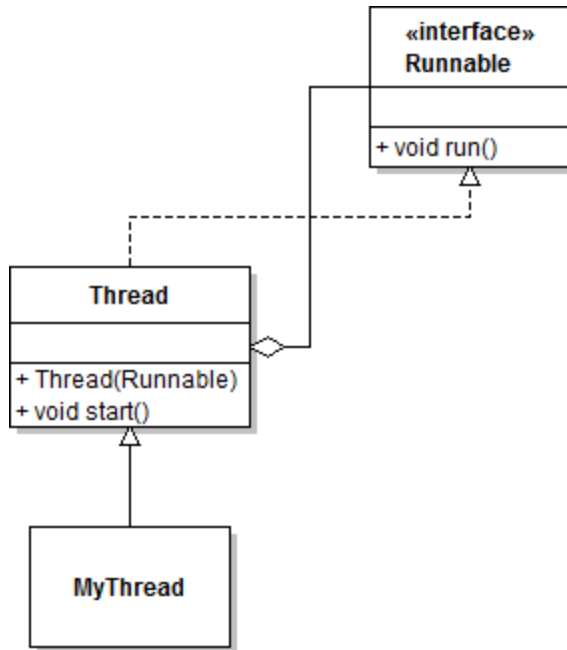 «interface»
Runnable
+ void run()
Thread
+ Thread(Runnable)
+ void start()
MyThread